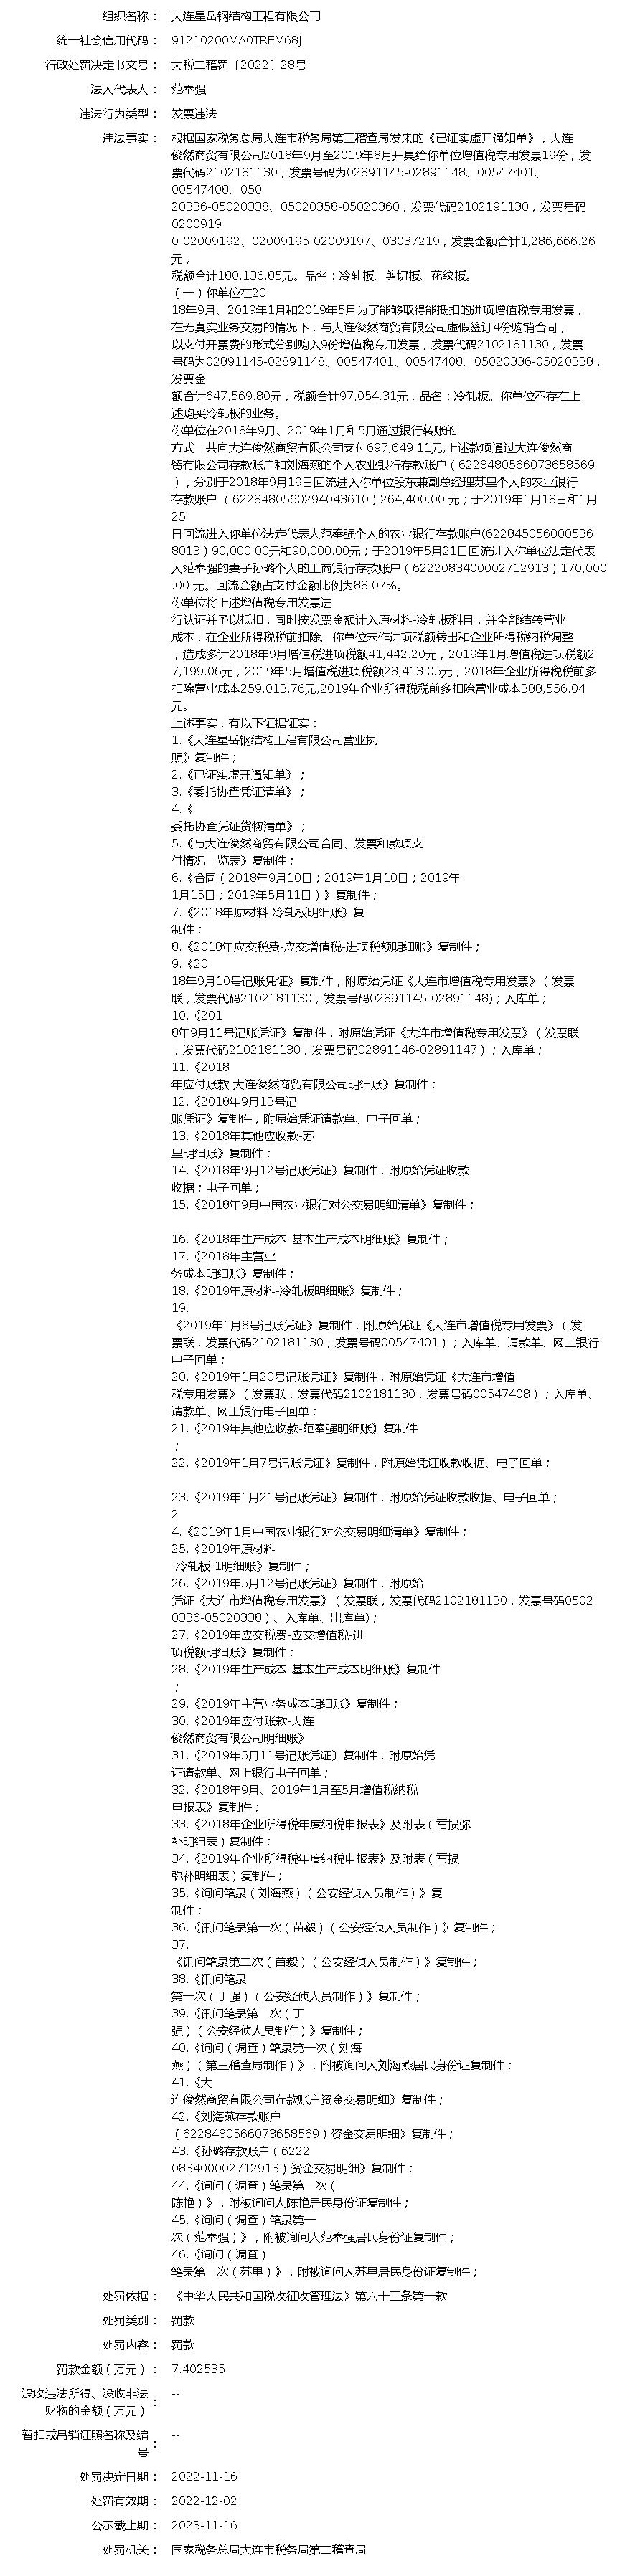 组织名称： 大连星岳钢结构工程有限公司
统一社会信用代码： 91210200MA0TREM68J
行政处罚决定书文号： 大税二稽罚〔2022〕28号
法人代表人： 范奉强
违法行为类型： 发票违法
违法事实： 根据国家税务总局大连市税务局第三稽查局发来的《已证实虚开通知单》，大连
俊然商贸有限公司2018年9月至2019年8月开具给你单位增值税专用发票19份，发
票代码2102181130，发票号码为02891145-02891148、00547401、
00547408、050
20336-05020338、05020358-05020360，发票代码2102191130，发票号码
0200919
0-02009192、02009195-02009197、03037219，发票金额合计1,286,666.26
元，
税额合计180,136.85元。品名：冷轧板、剪切板、花纹板。
（一）你单位在20
18年9月、2019年1月和2019年5月为了能够取得能抵扣的进项增值税专用发票，
在无真实业务交易的情况下，与大连俊然商贸有限公司虚假签订4份购销合同，
以支付开票费的形式分别购入9份增值税专用发票，发票代码2102181130，发票
号码为02891145-02891148、00547401、00547408、05020336-05020338，
发票金
额合计647,569.80元，税额合计97,054.31元，品名：冷轧板。你单位不存在上
述购买冷轧板的业务。
你单位在2018年9月、2019年1月和5月通过银行转账的
方式一共向大连俊然商贸有限公司支付697,649.11元,上述款项通过大连俊然商
贸有限公司存款账户和刘海燕的个人农业银行存款账户（6228480566073658569
），分别于2018年9月19日回流进入你单位股东兼副总经理苏里个人的农业银行
存款账户 （6228480560294043610）264,400.00 元；于2019年1月18日和1月
25
日回流进入你单位法定代表人范奉强个人的农业银行存款账户(622845056000536
8013）90,000.00元和90,000.00元；于2019年5月21日回流进入你单位法定代表
人范奉强的妻子孙璐个人的工商银行存款账户（6222083400002712913）170,000
.00 元。回流金额占支付金额比例为88.07%。
你单位将上述增值税专用发票进
行认证并予以抵扣，同时按发票金额计入原材料-冷轧板科目，并全部结转营业
成本，在企业所得税税前扣除。你单位未作进项税额转出和企业所得税纳税调整
，造成多计2018年9月增值税进项税额41,442.20元，2019年1月增值税进项税额2
7,199.06元，2019年5月增值税进项税额28,413.05元，2018年企业所得税税前多
扣除营业成本259,013.76元,2019年企业所得税税前多扣除营业成本388,556.04
元。
上述事实，有以下证据证实：
1.《大连星岳钢结构工程有限公司营业执
照》复制件；
2.《已证实虚开通知单》；
3.《委托协查凭证清单》；
4.《
委托协查凭证货物清单》；
5.《与大连俊然商贸有限公司合同、发票和款项支
付情况一览表》复制件；
6.《合同（2018年9月10日；2019年1月10日；2019年
1月15日；2019年5月11日）》复制件；
7.《2018年原材料-冷轧板明细账》复
制件；
8.《2018年应交税费-应交增值税-进项税额明细账》复制件；
9.《20
18年9月10号记账凭证》复制件，附原始凭证《大连市增值税专用发票》（发票
联，发票代码2102181130，发票号码02891145-02891148)；入库单；
10.《201
8年9月11号记账凭证》复制件，附原始凭证《大连市增值税专用发票》（发票联
，发票代码2102181130，发票号码02891146-02891147）；入库单；
11.《2018
年应付账款-大连俊然商贸有限公司明细账》复制件；
12.《2018年9月13号记
账凭证》复制件，附原始凭证请款单、电子回单；
13.《2018年其他应收款-苏
里明细账》复制件；
14.《2018年9月12号记账凭证》复制件，附原始凭证收款
收据；电子回单；
15.《2018年9月中国农业银行对公交易明细清单》复制件；
16.《2018年生产成本-基本生产成本明细账》复制件；
17.《2018年主营业
务成本明细账》复制件；
18.《2019年原材料-冷轧板明细账》复制件；
19.
《2019年1月8号记账凭证》复制件，附原始凭证《大连市增值税专用发票》（发
票联，发票代码2102181130，发票号码00547401）；入库单、请款单、网上银行
电子回单；
20.《2019年1月20号记账凭证》复制件，附原始凭证《大连市增值
税专用发票》（发票联，发票代码2102181130，发票号码00547408）；入库单、
请款单、网上银行电子回单；
21.《2019年其他应收款-范奉强明细账》复制件
；
22.《2019年1月7号记账凭证》复制件，附原始凭证收款收据、电子回单；
23.《2019年1月21号记账凭证》复制件，附原始凭证收款收据、电子回单；
2
4.《2019年1月中国农业银行对公交易明细清单》复制件；
25.《2019年原材料
-冷轧板-1明细账》复制件；
26.《2019年5月12号记账凭证》复制件，附原始
凭证《大连市增值税专用发票》（发票联，发票代码2102181130，发票号码0502
0336-05020338）、入库单、出库单)；
27.《2019年应交税费-应交增值税-进
项税额明细账》复制件；
28.《2019年生产成本-基本生产成本明细账》复制件
；
29.《2019年主营业务成本明细账》复制件；
30.《2019年应付账款-大连
俊然商贸有限公司明细账》
31.《2019年5月11号记账凭证》复制件，附原始凭
证请款单、网上银行电子回单；
32.《2018年9月、2019年1月至5月增值税纳税
申报表》复制件；
33.《2018年企业所得税年度纳税申报表》及附表（亏损弥
补明细表）复制件；
34.《2019年企业所得税年度纳税申报表》及附表（亏损
弥补明细表）复制件；
35.《询问笔录（刘海燕）（公安经侦人员制作）》复
制件；
36.《讯问笔录第一次（苗毅）（公安经侦人员制作）》复制件；
37.
《讯问笔录第二次（苗毅）（公安经侦人员制作）》复制件；
38.《讯问笔录
第一次（丁强）（公安经侦人员制作）》复制件；
39.《讯问笔录第二次（丁
强）（公安经侦人员制作）》复制件；
40.《询问（调查）笔录第一次（刘海
燕）（第三稽查局制作）》，附被询问人刘海燕居民身份证复制件；
41.《大
连俊然商贸有限公司存款账户资金交易明细》复制件；
42.《刘海燕存款账户
（6228480566073658569）资金交易明细》复制件；
43.《孙璐存款账户（6222
083400002712913）资金交易明细》复制件；
44.《询问（调查）笔录第一次（
陈艳）》，附被询问人陈艳居民身份证复制件；
45.《询问（调查）笔录第一
次（范奉强）》，附被询问人范奉强居民身份证复制件；
46.《询问（调查）
笔录第一次（苏里）》，附被询问人苏里居民身份证复制件；
处罚依据： 《中华人民共和国税收征收管理法》第六十三条第一款
处罚类别： 罚款
处罚内容： 罚款
罚款金额（万元）： 7.402535
没收违法所得、没收非法
财物的金额（万元）： --
暂扣或吊销证照名称及编
号： --
处罚决定日期： 2022-11-16
处罚有效期： 2022-12-02
公示截止期： 2023-11-16
处罚机关： 国家税务总局大连市税务局第二稽查局